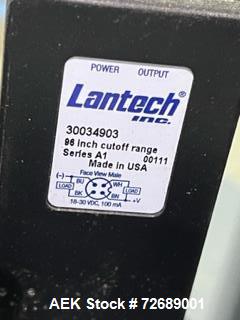 POWER OUTPUT
Lantech
inc.
30034903
96 inch cutoff range
Series A1 00111
Made in USA
Face View Male
(-) BU WH LOAD
LOAD BK BN +V
18-30 VDC, 100 mA
AEK Stock #72689001